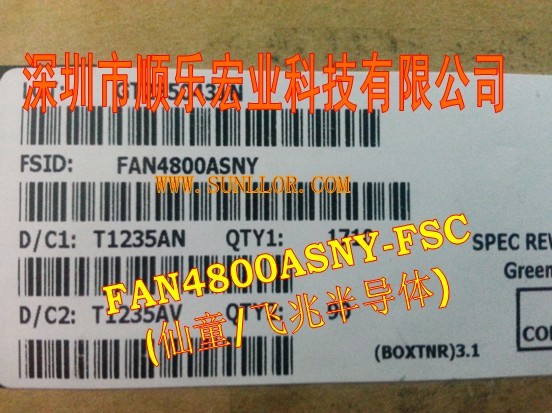 深圳市顺乐宏业科技有限公司
FSID: FAN4800ASNY
WWW.SUNLLOR.COM
D/C1: T1235AN QTY1:
SPEC REV
Green
FAN4800ASNY-FSC
(仙童/飞兆半导体)
D/C2: T1235AV
(BOXTNR)3.1